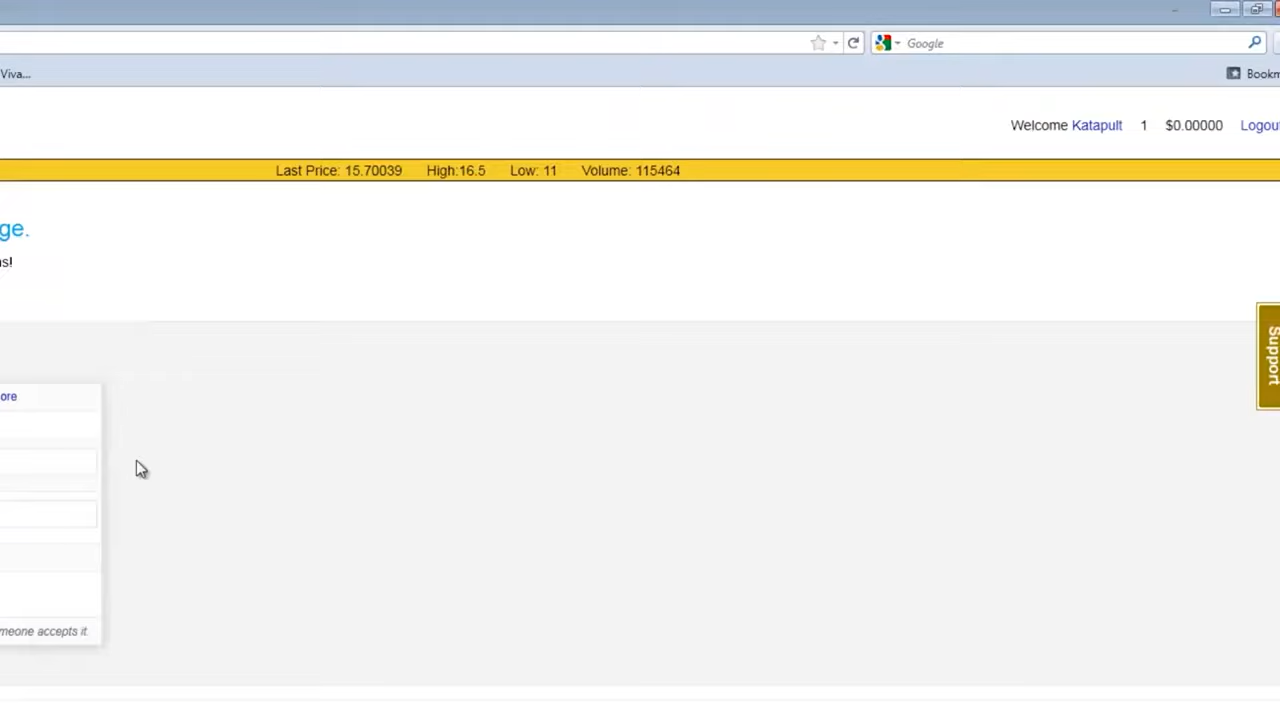 Google
Viva...
Bookm
Welcome Katapult 1 $0.00000 Logout
Last Price: 15.70039 High:16.5 Low: 11 Volume: 115464
ge.
ns!
Support
ore
meone accepts it